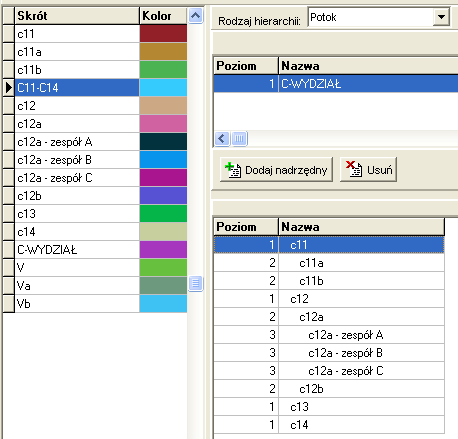 Skrót Kolor
c11
c11a
c11b
C11-C14
c12
c12a
c12a - zespół A
c12a - zespół B
c12a - zespół C
c12b
c13
c14
C-WYDZIAŁ
V
Va
Vb
Rodzaj hierarchii: Potok
Poziom Nazwa
1 C-WYDZIAŁ
Dodaj nadrzędny Usuń
Poziom Nazwa
1 c11
2 c11a
2 c11b
1 c12
2 c12a
3 c12a - zespół A
3 c12a - zespół B
3 c12a - zespół C
2 c12b
1 c13
1 c14